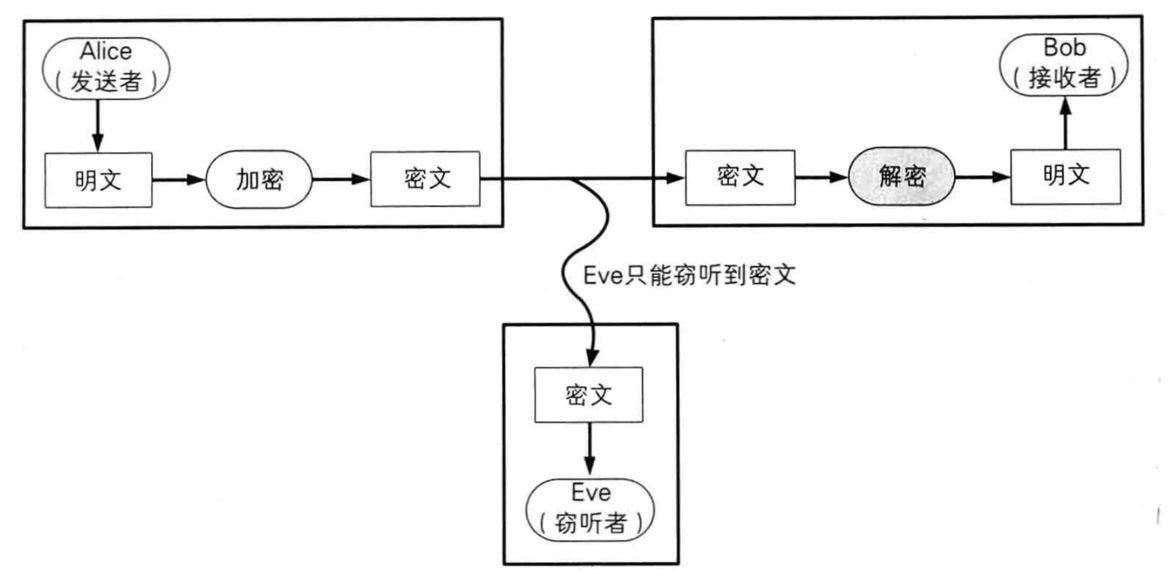 Alice
（发送者）
明文
加密
密文
密文
解密
明文
Bob
（接收者）
Eve只能窃听到密文
密文
Eve
（窃听者）